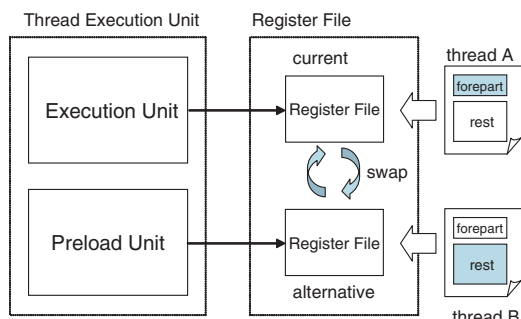 Thread Execution Unit
Register File
current
thread A
forepart
rest
Execution Unit
Register File
swap
Preload Unit
Register File
forepart
rest
alternative
thread B